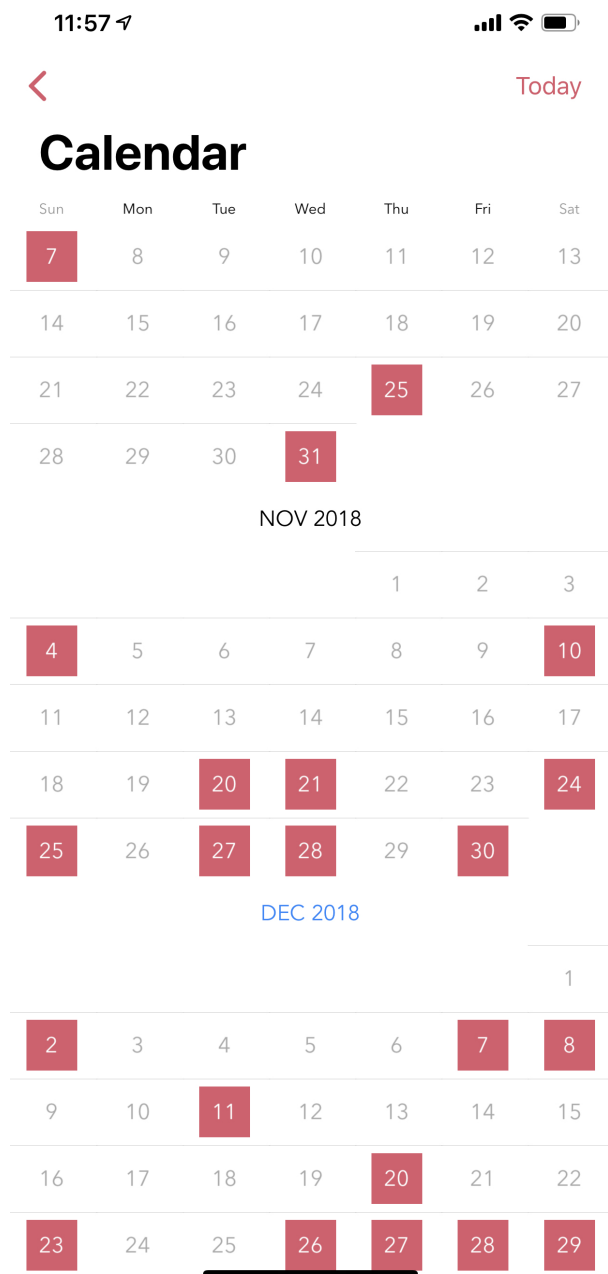 11:57
Today
Calendar
Sun Mon Tue Wed Thu Fri Sat
7 8 9 10 11 12 13
14 15 16 17 18 19 20
21 22 23 24 25 26 27
28 29 30 31
NOV 2018
1 2 3
4 5 6 7 8 9 10
11 12 13 14 15 16 17
18 19 20 21 22 23 24
25 26 27 28 29 30
DEC 2018
1
2 3 4 5 6 7 8
9 10 11 12 13 14 15
16 17 18 19 20 21 22
23 24 25 26 27 28 29